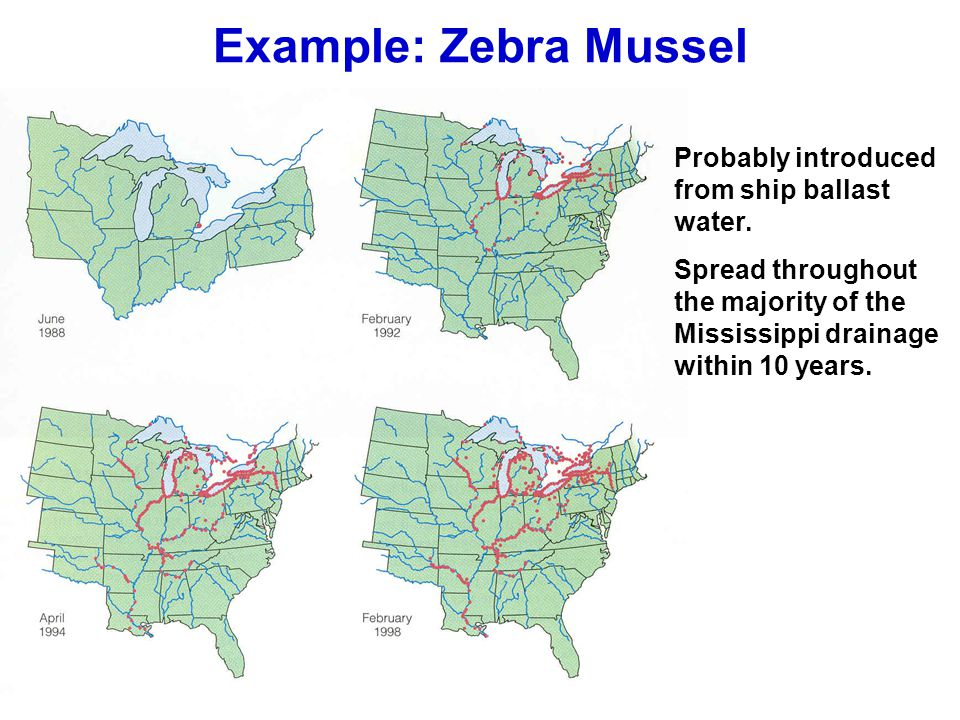 Example: Zebra Mussel
Probably introduced
from ship ballast
water.
Spread throughout
the majority of the
Mississippi drainage
within 10 years.
June
1988
February
1992
April
1994
February
1998